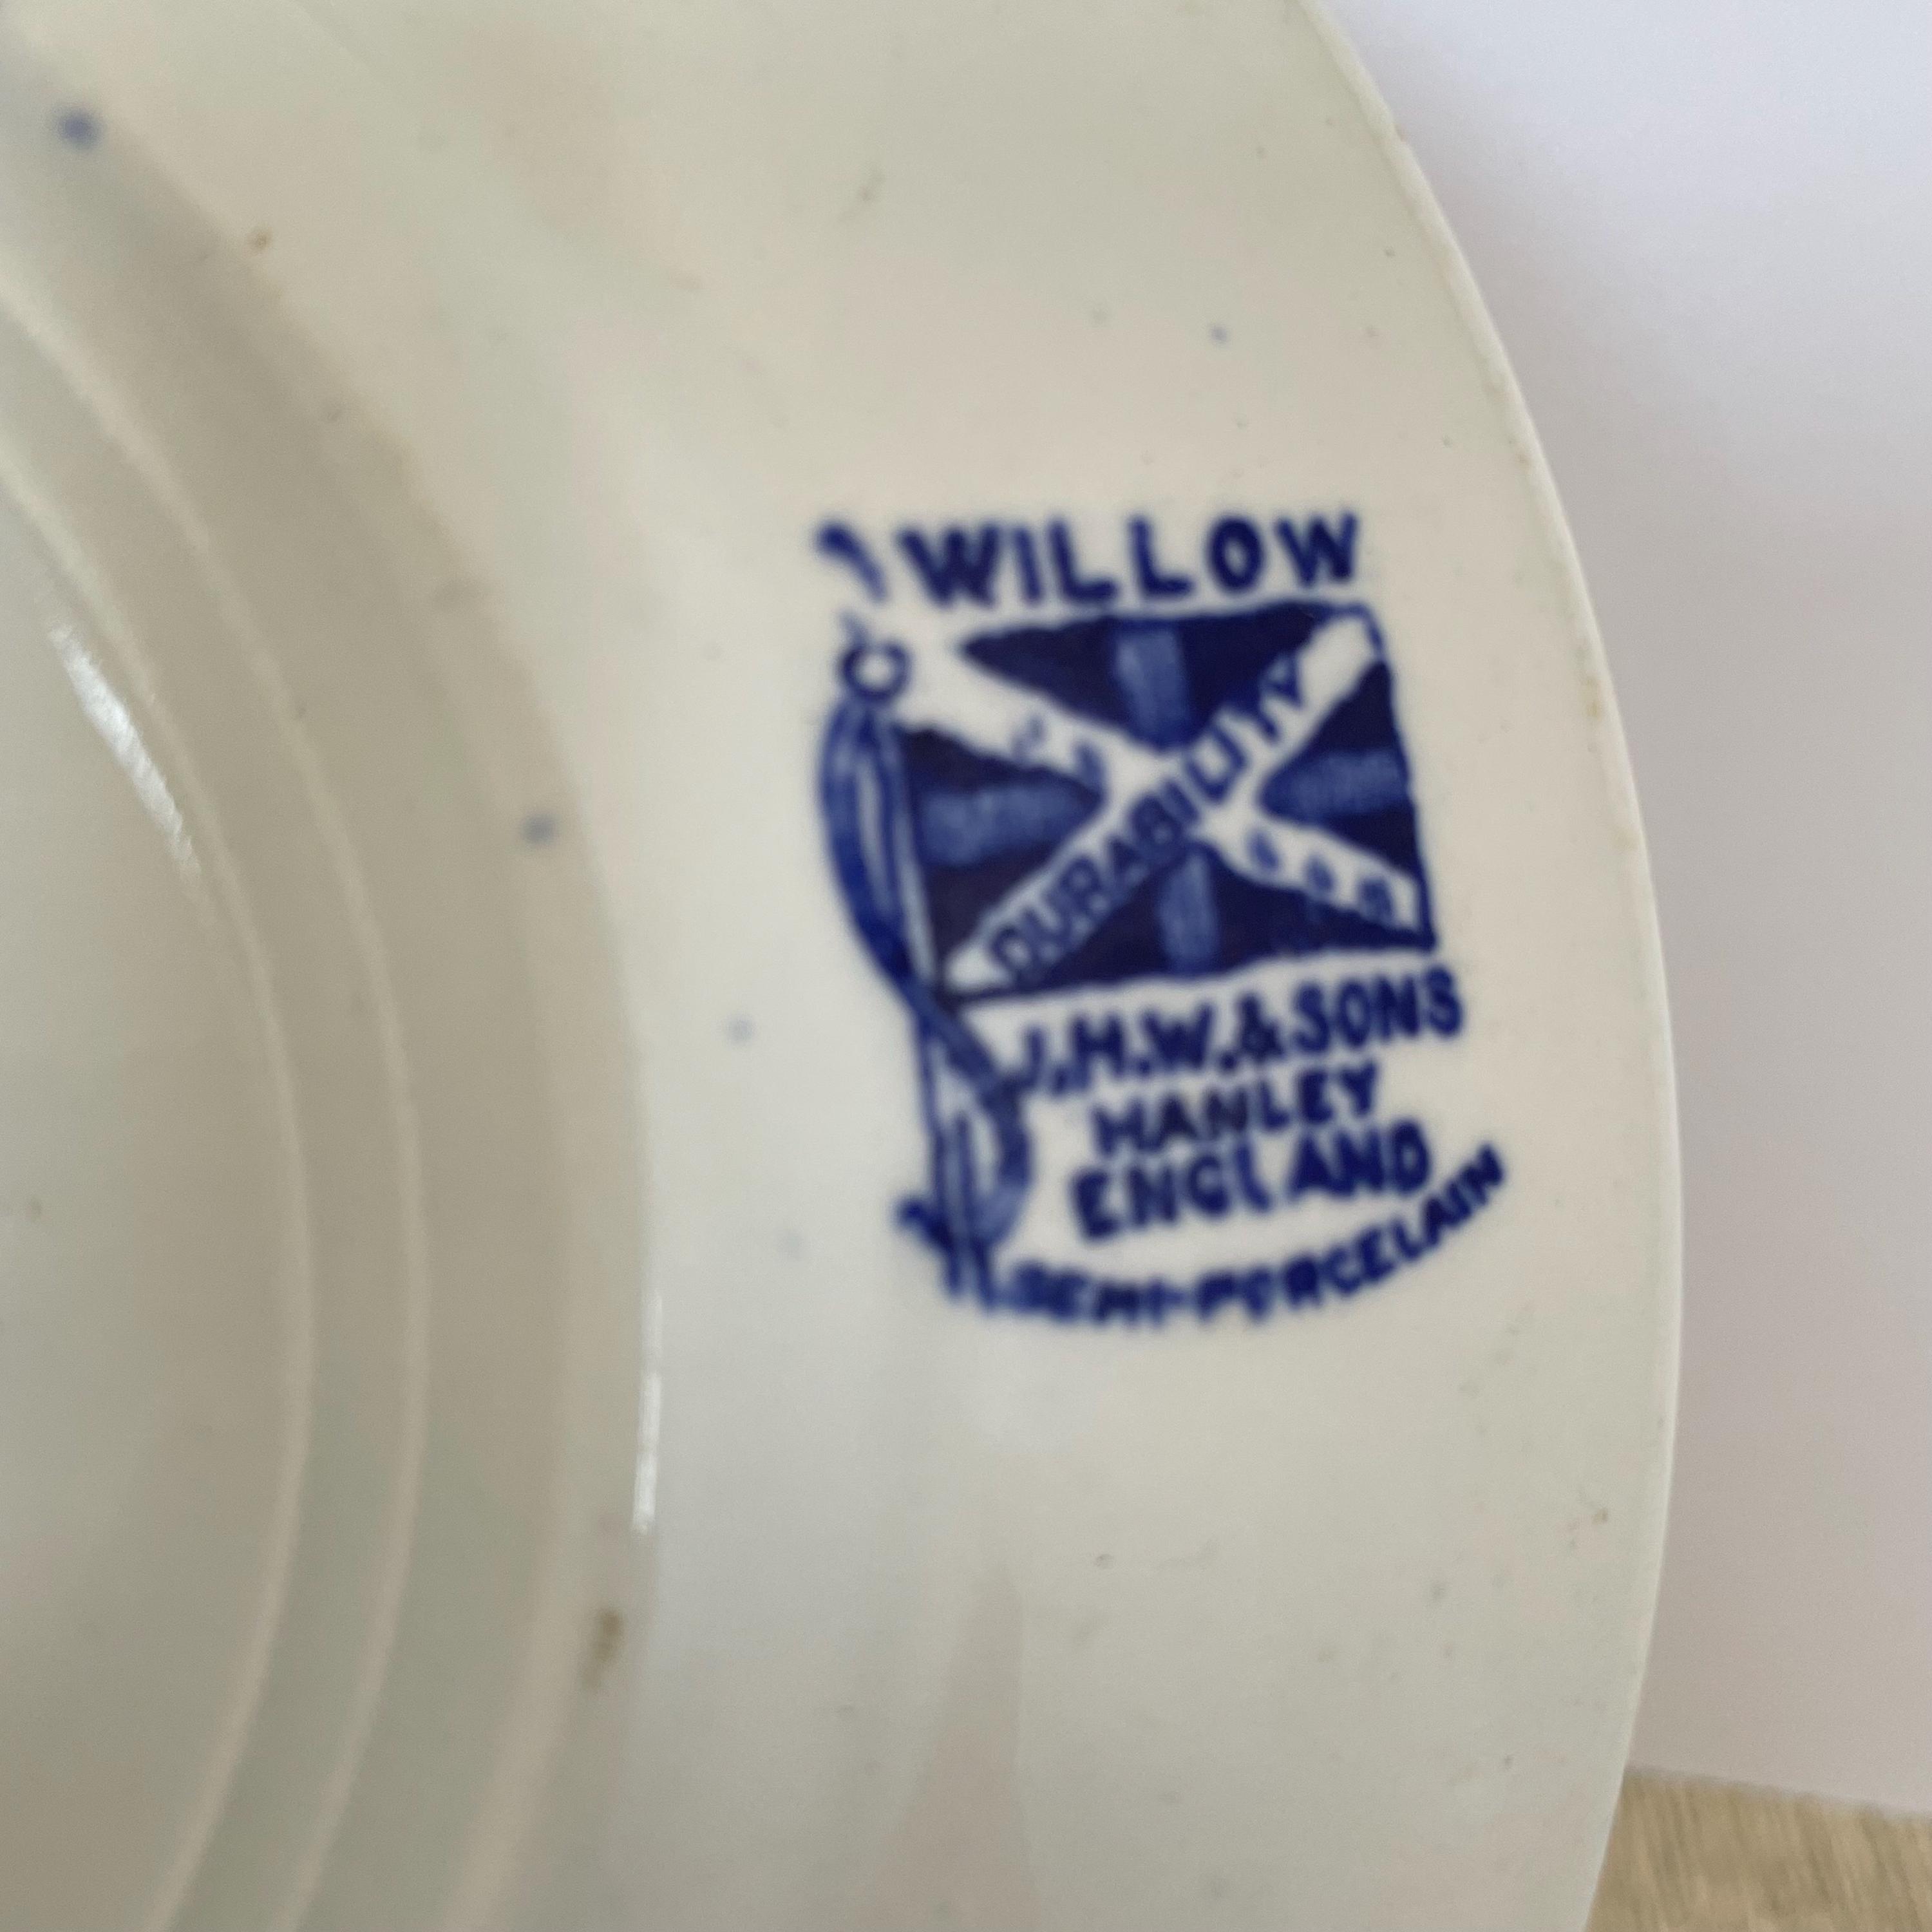 WILLOW
DURABILITY
J.H.W.&SONS
HANLEY
ENGLAND
SEMI-PORCELAIN